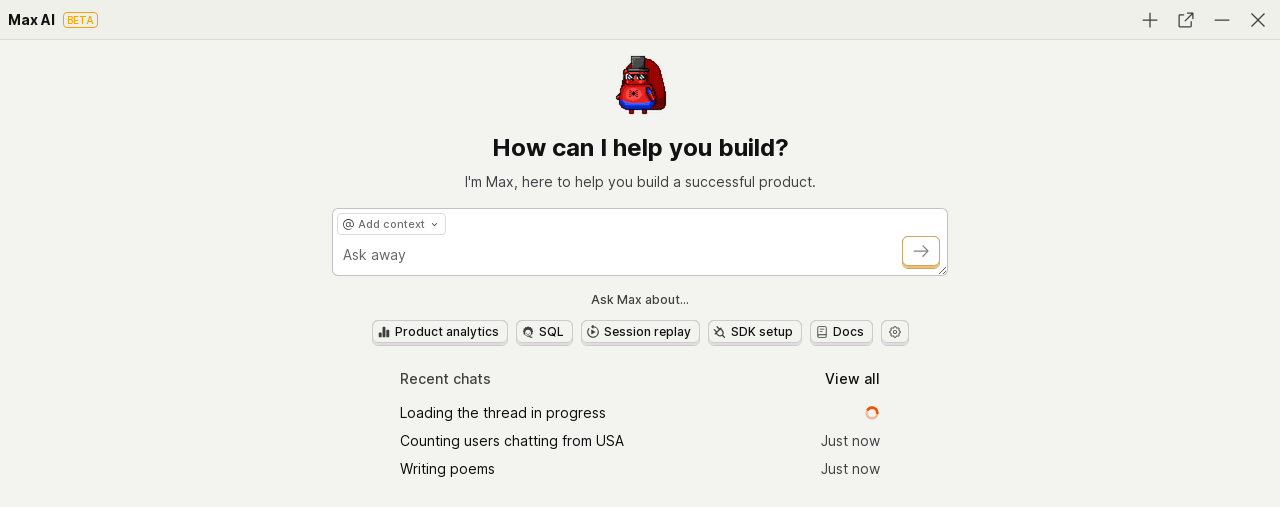 Max AI BETA
How can I help you build?
I'm Max, here to help you build a successful product.
@ Add context
Ask away
Ask Max about...
Product analytics SQL Session replay SDK setup Docs
Recent chats View all
Loading the thread in progress
Counting users chatting from USA Just now
Writing poems Just now